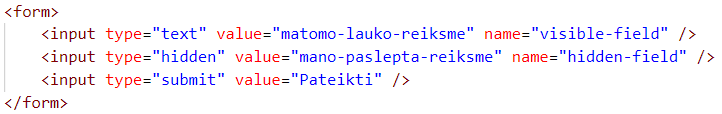 <form>
<input type="text" value="matomo-lauko-reiksme" name="visible-field" />
<input type="hidden" value="mano-paslepta-reiksme" name="hidden-field" />
<input type="submit" value="Pateikti" />
</form>